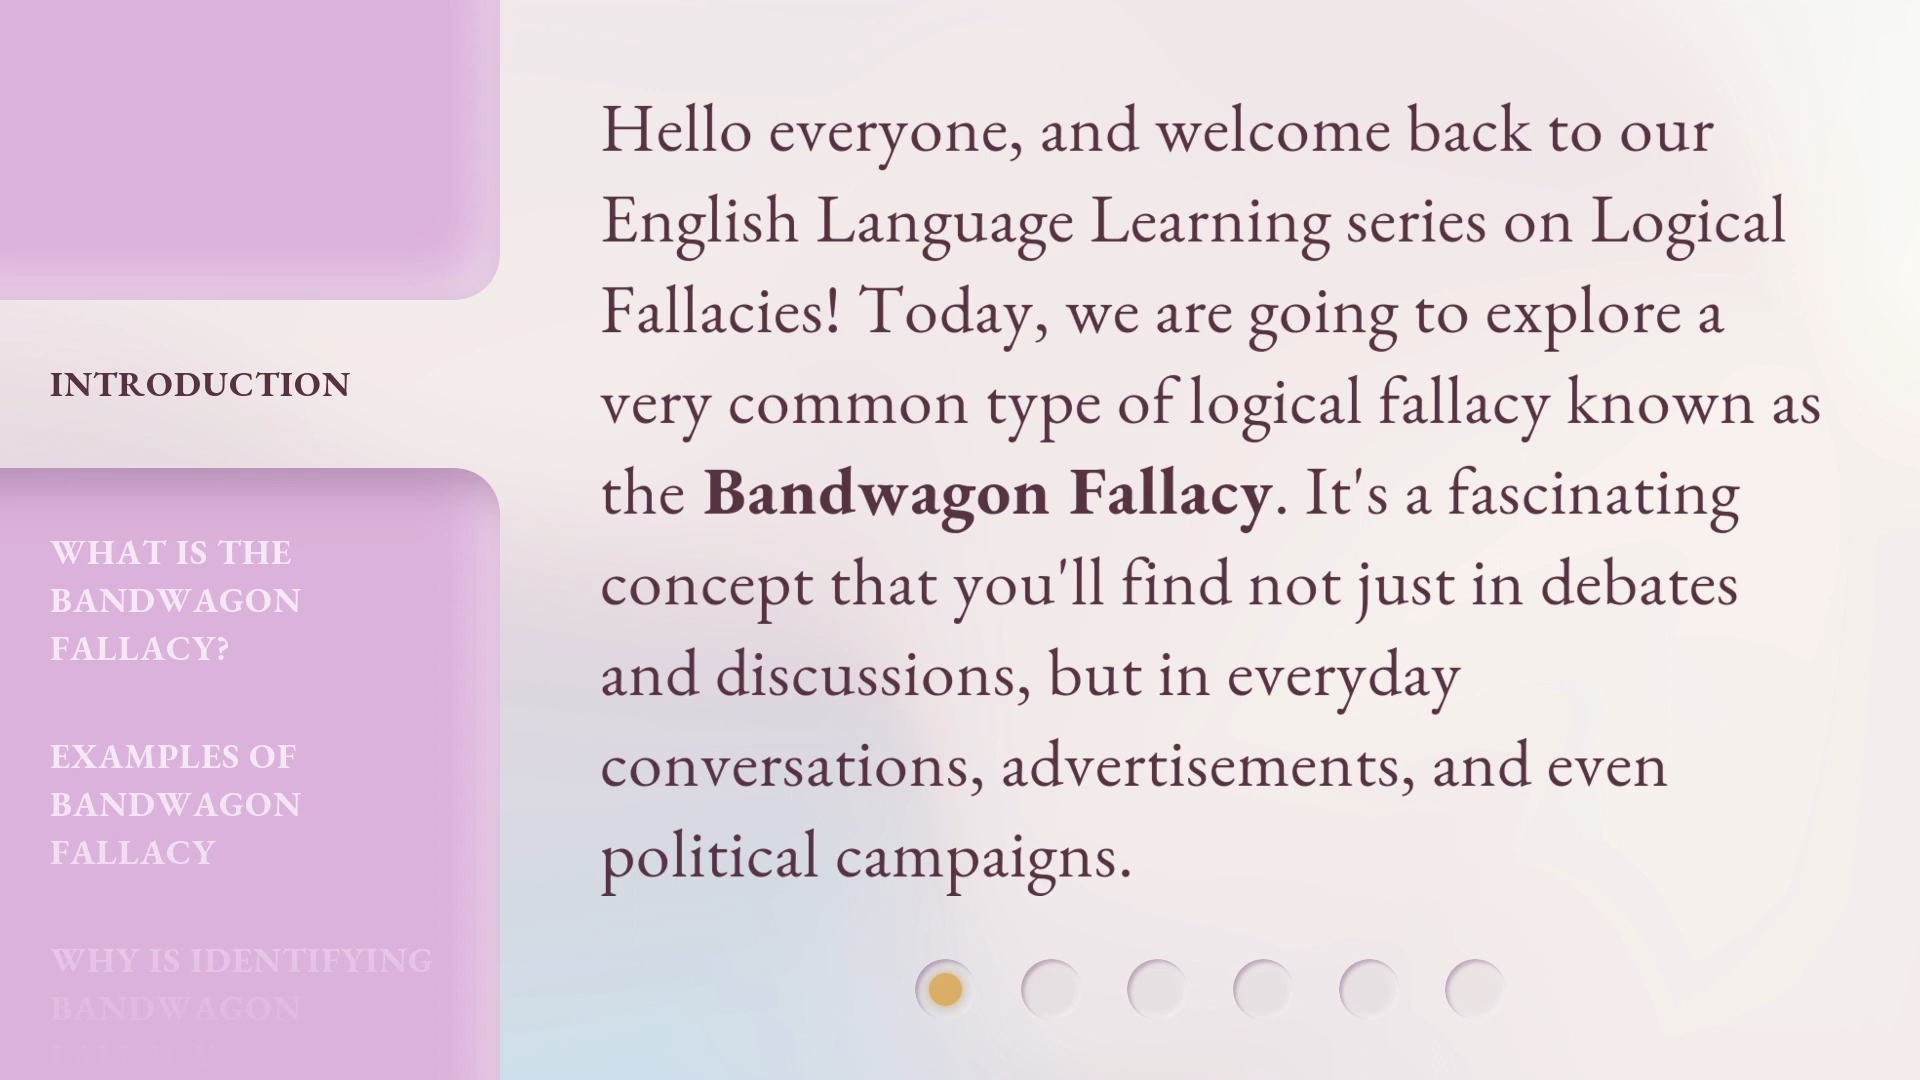 INTRODUCTION
WHAT IS THE
BANDWAGON
FALLACY?
EXAMPLES OF
BANDWAGON
FALLACY
WHY IS IDENTIFYING
BANDWAGON
FALLACY
Hello everyone, and welcome back to our
English Language Learning series on Logical
Fallacies! Today, we are going to explore a
very common type of logical fallacy known as
the Bandwagon Fallacy. It's a fascinating
concept that you'll find not just in debates
and discussions, but in everyday
conversations, advertisements, and even
political campaigns.